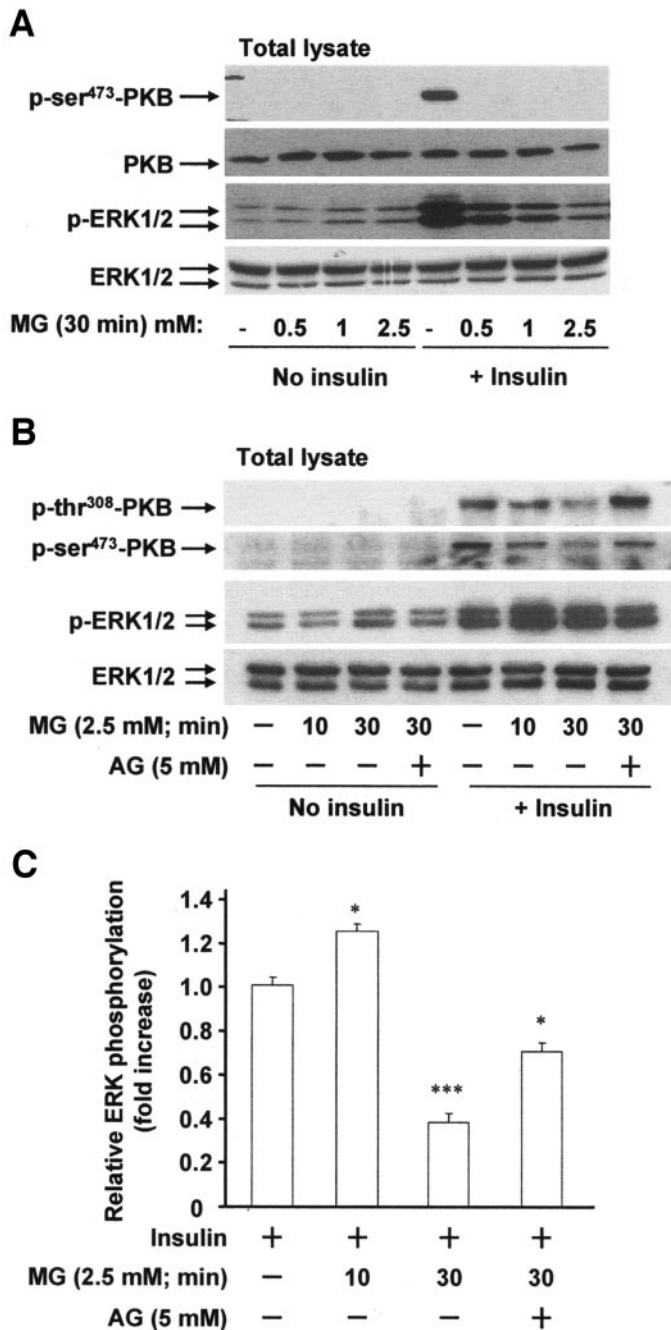 A
Total lysate
p-ser473-PKB
PKB
p-ERK1/2
ERK1/2
MG (30 min) mM: - 0.5 1 2.5 - 0.5 1 2.5
No insulin + Insulin
B
Total lysate
p-thr308-PKB
p-ser473-PKB
p-ERK1/2
ERK1/2
MG (2.5 mM; min) — 10 30 30 — 10 30 30
AG (5 mM) — — — + — — — +
No insulin + Insulin
C
Relative ERK phosphorylation
(fold increase)
1.4
1.2
1.0
0.8
0.6
0.4
0.2
0
*
***
*
Insulin + + + +
MG (2.5 mM; min) — 10 30 30
AG (5 mM) — — — +